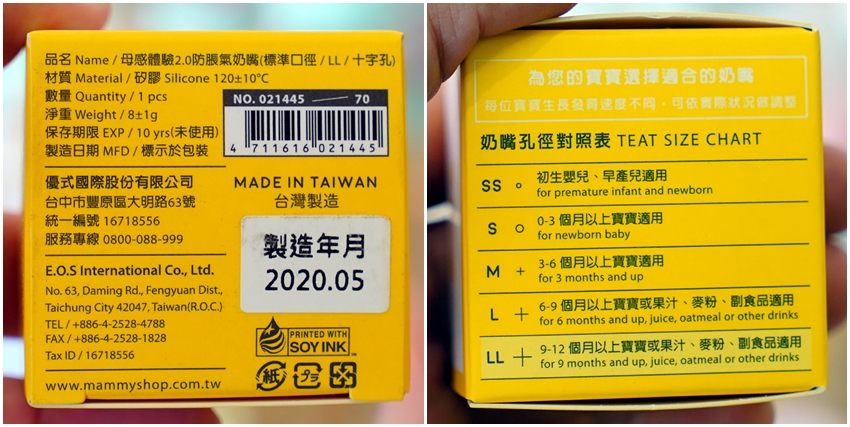 品名 Name / 母感體驗2.0防脹氣奶嘴(標準口徑 / LL / 十字孔)
材質 Material / 矽膠 Silicone 120±10°C
數量 Quantity / 1 pcs
淨重 Weight / 8±1g
保存期限 EXP / 10 yrs(未使用)
製造日期 MFD / 標示於包裝
NO. 021445 —— 70
4 711616 021445
優式國際股份有限公司
台中市豐原區大明路63號
統一編號 16718556
服務專線 0800-088-999
MADE IN TAIWAN
台灣製造
製造年月
2020.05
E.O.S International Co., Ltd.
No. 63, Daming Rd., Fengyuan Dist.,
Taichung City 42047, Taiwan(R.O.C.)
TEL / +886-4-2528-4788
FAX / +886-4-2528-1828
Tax ID / 16718556
PRINTED WITH
SOY INK™
紙 プラ
www.mammyshop.com.tw
為您的寶寶選擇適合的奶嘴
每位寶寶生長發育速度不同，可依實際狀況做調整
奶嘴孔徑對照表 TEAT SIZE CHART
SS 初生嬰兒、早產兒適用
for premature infant and newborn
S 0-3 個月以上寶寶適用
for newborn baby
M 3-6 個月以上寶寶適用
for 3 months and up
L 6-9 個月以上寶寶或果汁、麥粉、副食品適用
for 6 months and up, juice, oatmeal or other drinks
LL 9-12 個月以上寶寶或果汁、麥粉、副食品適用
for 9 months and up, juice, oatmeal or other drinks